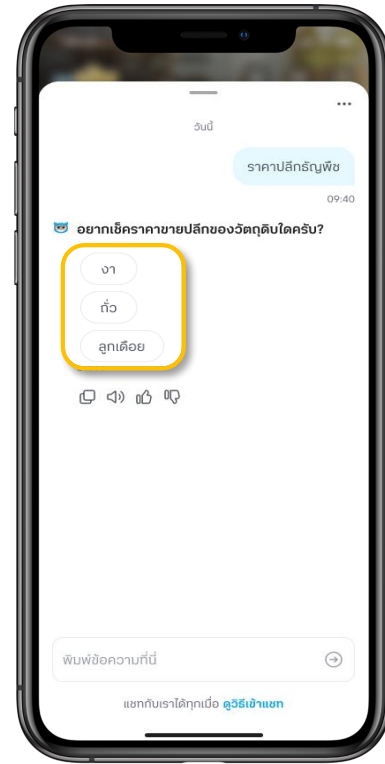 วันนี้
ราคาปลีกธัญพืช
09:40
อยากเช็คราคาขายปลีกของวัตถุดิบใดครับ?
งา
ถั่ว
ลูกเดือย
พิมพ์ข้อความที่นี่
แชทกับเราได้ทุกเมื่อ ดูวิธีเข้าแชท